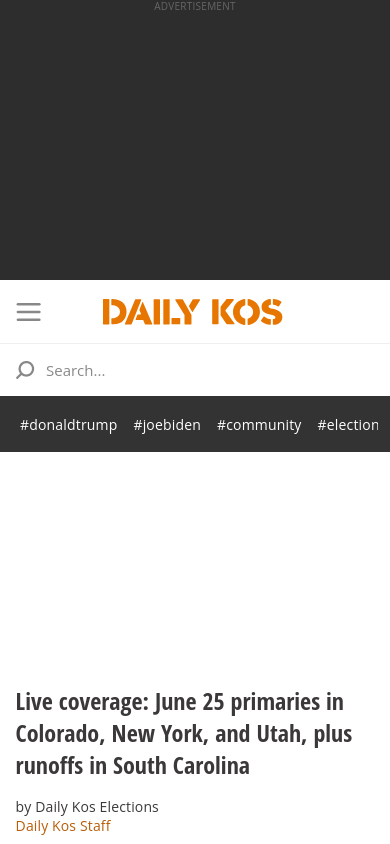 ADVERTISEMENT
DAILY KOS
Search...
#donaldtrump #joebiden #community #election
Live coverage: June 25 primaries in
Colorado, New York, and Utah, plus
runoffs in South Carolina
by Daily Kos Elections
Daily Kos Staff